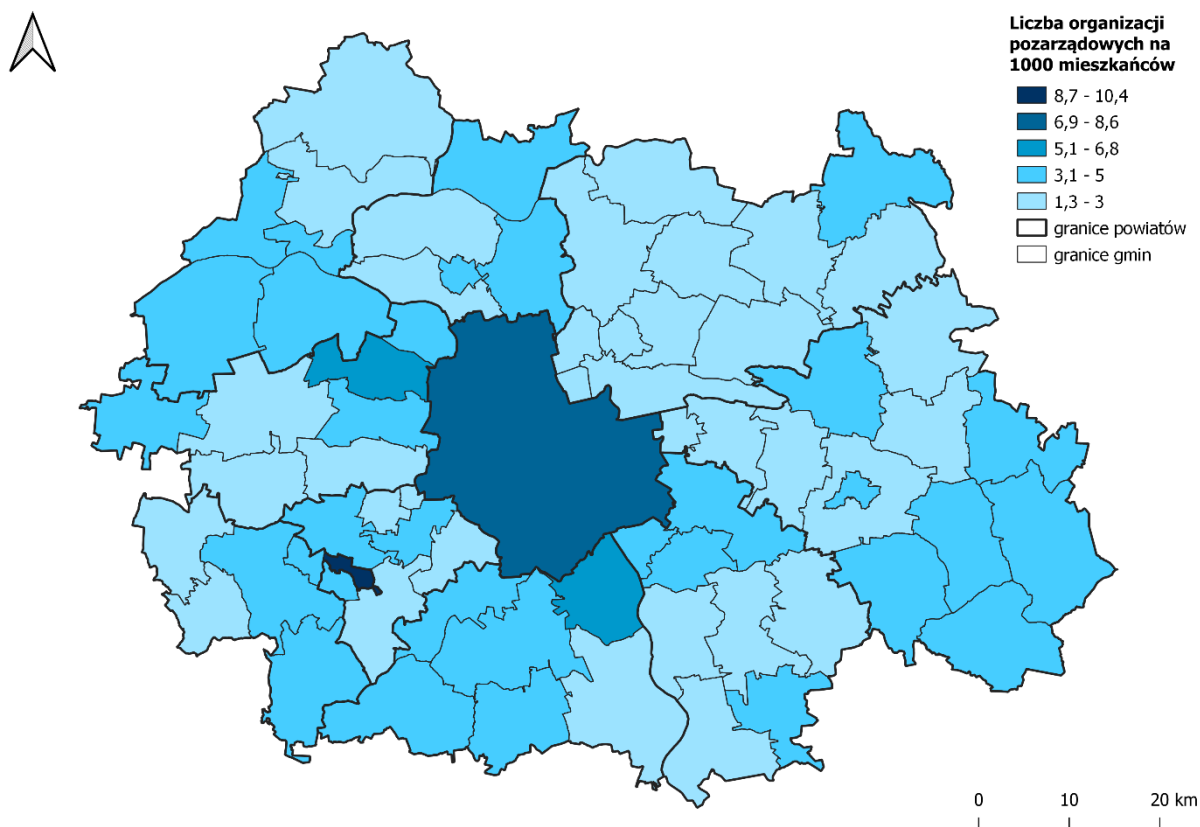 Liczba organizacji
pozarządowych na
1000 mieszkańców
8,7 - 10,4
6,9 - 8,6
5,1 - 6,8
3,1 - 5
1,3 - 3
granice powiatów
granice gmin
0 10 20 km